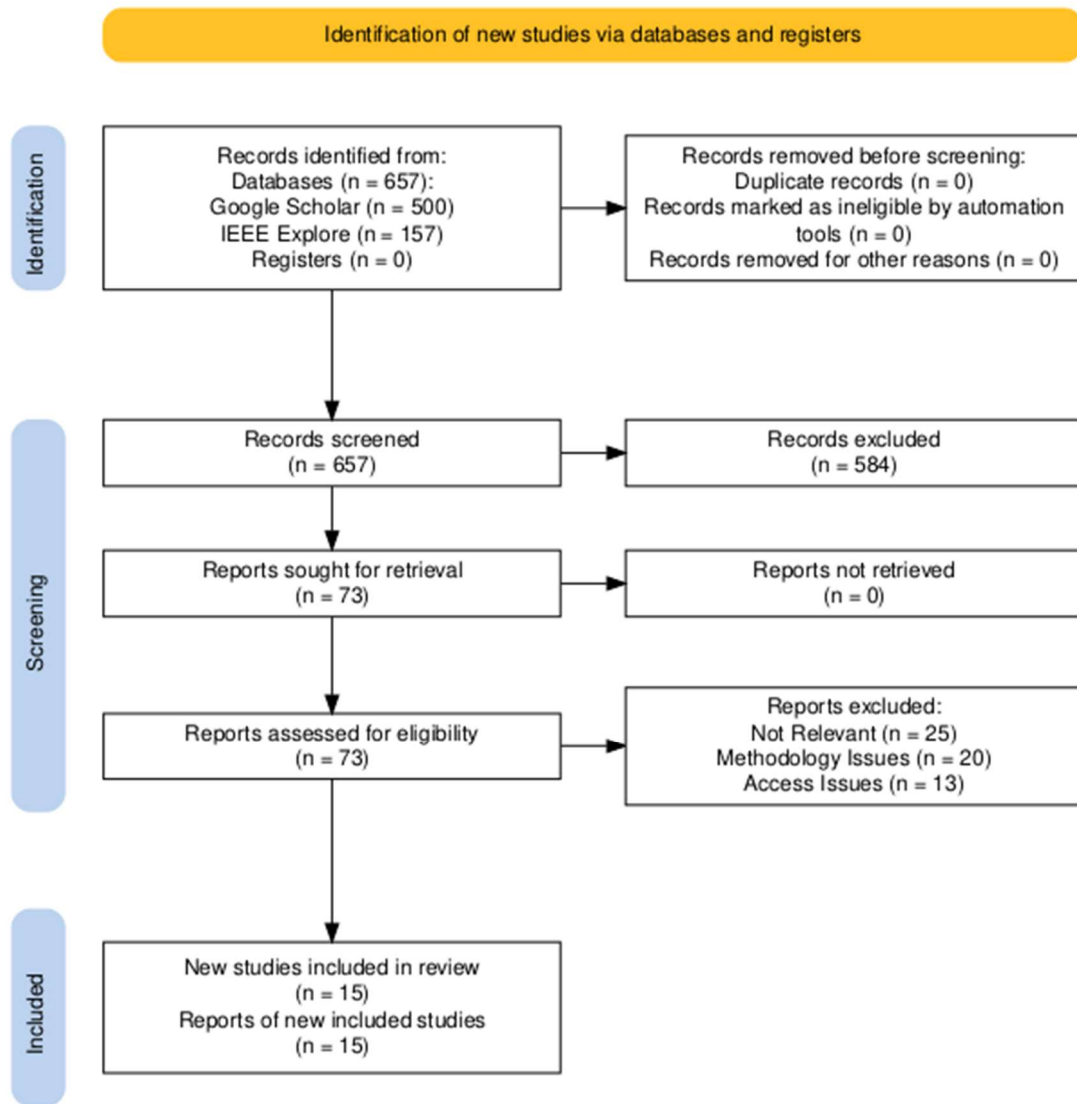 Identification of new studies via databases and registers
Identification
Records identified from:
Databases (n = 657):
Google Scholar (n = 500)
IEEE Explore (n = 157)
Registers (n = 0)
Records removed before screening:
Duplicate records (n = 0)
Records marked as ineligible by automation
tools (n = 0)
Records removed for other reasons (n = 0)
Screening
Records screened
(n = 657)
Records excluded
(n = 584)
Reports sought for retrieval
(n = 73)
Reports not retrieved
(n = 0)
Reports assessed for eligibility
(n = 73)
Reports excluded:
Not Relevant (n = 25)
Methodology Issues (n = 20)
Access Issues (n = 13)
Included
New studies included in review
(n = 15)
Reports of new included studies
(n = 15)